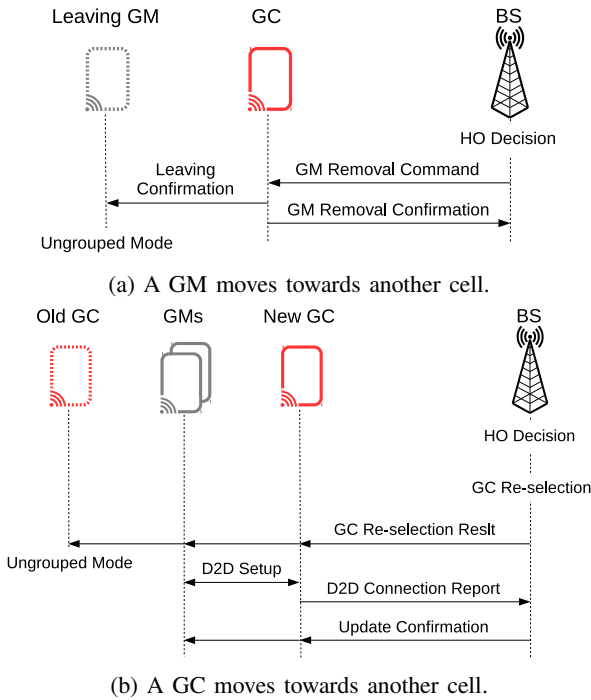 Leaving GM GC BS
HO Decision
Leaving
Confirmation
GM Removal Command
GM Removal Confirmation
Ungrouped Mode
(a) A GM moves towards another cell.
Old GC GMs New GC BS
HO Decision
GC Re-selection
GC Re-selection Reslt
Ungrouped Mode
D2D Setup
D2D Connection Report
Update Confirmation
(b) A GC moves towards another cell.